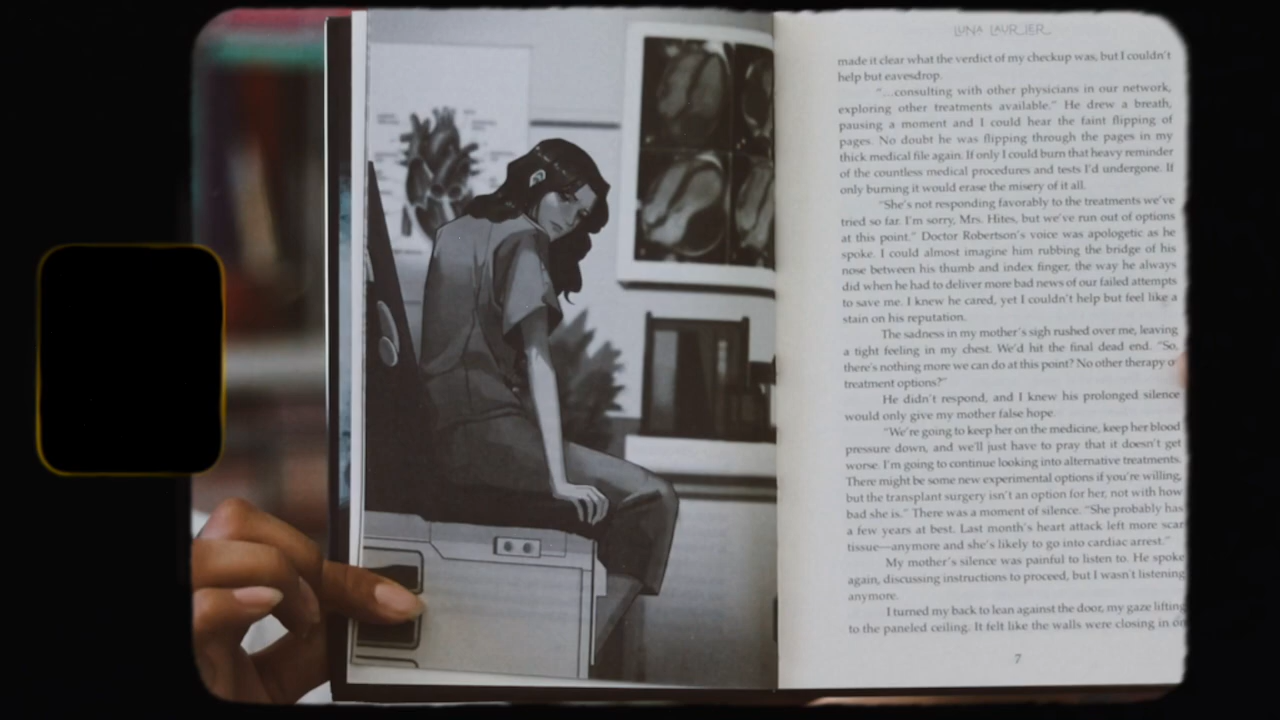 LUNA LAURIER
made it clear what the verdict of my checkup was, but I couldn't
help but eavesdrop.
"…consulting with other physicians in our network,
exploring other treatments available." He drew a breath,
pausing a moment and I could hear the faint flipping of
pages. No doubt he was flipping through the pages in my
thick medical file again. If only I could burn that heavy reminder
of the countless medical procedures and tests I'd undergone. If
only burning it would erase the misery of it all.
"She's not responding favorably to the treatments we've
tried so far. I'm sorry, Mrs. Hites, but we've run out of options
at this point." Doctor Robertson's voice was apologetic as he
spoke. I could almost imagine him rubbing the bridge of his
nose between his thumb and index finger, the way he always
did when he had to deliver more bad news of our failed attempts
to save me. I knew he cared, yet I couldn't help but feel like a
stain on his reputation.
The sadness in my mother's sigh rushed over me, leaving
a tight feeling in my chest. We'd hit the final dead end. "So,
there's nothing more we can do at this point? No other therapy or
treatment options?"
He didn't respond, and I knew his prolonged silence
would only give my mother false hope.
"We're going to keep her on the medicine, keep her blood
pressure down, and we'll just have to pray that it doesn't get
worse. I'm going to continue looking into alternative treatments.
There might be some new experimental options if you're willing,
but the transplant surgery isn't an option for her, not with how
bad she is." There was a moment of silence. "She probably has
a few years at best. Last month's heart attack left more scar
tissue—anymore and she's likely to go into cardiac arrest."
My mother's silence was painful to listen to. He spoke
again, discussing instructions to proceed, but I wasn't listening
anymore.
I turned my back to lean against the door, my gaze lifting
to the paneled ceiling. It felt like the walls were closing in on
7